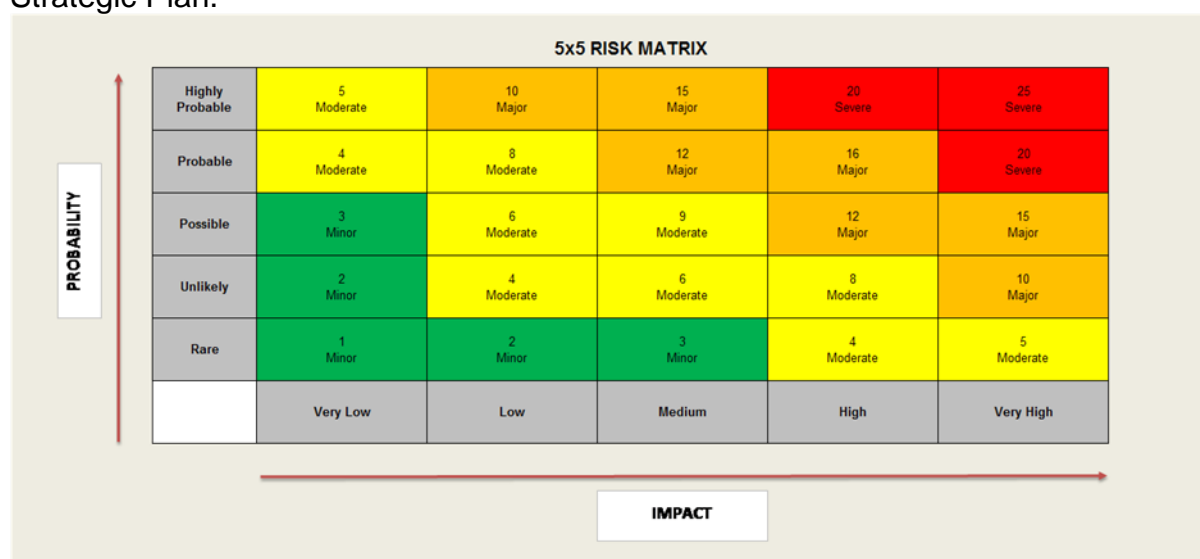 Strategic Plan.
5x5 RISK MATRIX
Highly
Probable
5
Moderate
10
Major
15
Major
20
Severe
25
Severe
Probable
4
Moderate
8
Moderate
12
Major
16
Major
20
Severe
PROBABILITY
Possible
3
Minor
6
Moderate
9
Moderate
12
Major
15
Major
Unlikely
2
Minor
4
Moderate
6
Moderate
8
Moderate
10
Major
Rare
1
Minor
2
Minor
3
Minor
4
Moderate
5
Moderate
Very Low
Low
Medium
High
Very High
IMPACT